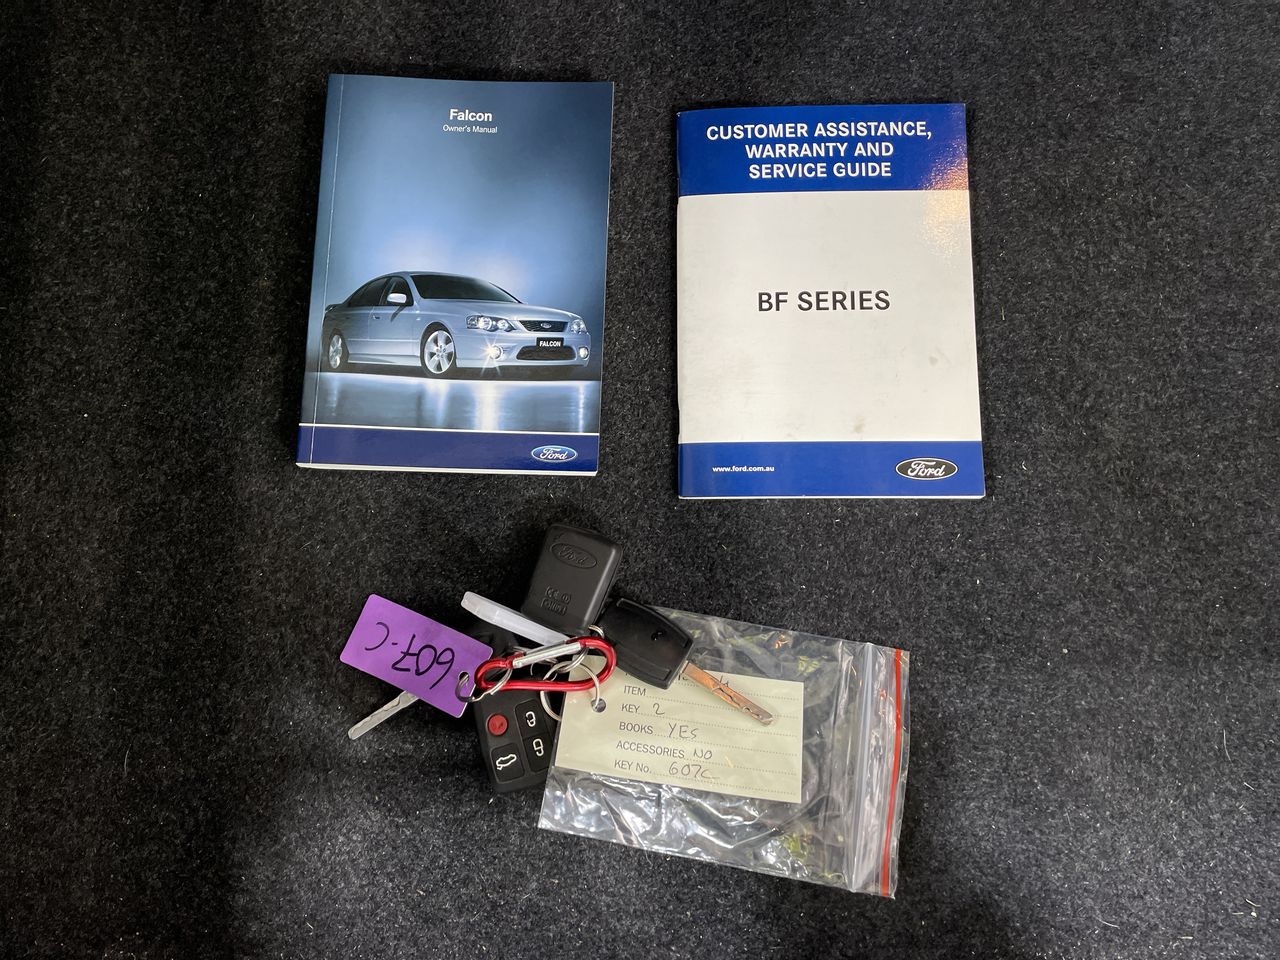 Falcon
Owner's Manual
FALCON
Ford
CUSTOMER ASSISTANCE,
WARRANTY AND
SERVICE GUIDE
BF SERIES
www.ford.com.au
Ford
Ford
607-C
ITEM
KEY 2
BOOKS YES
ACCESSORIES NO
KEY No. 607C